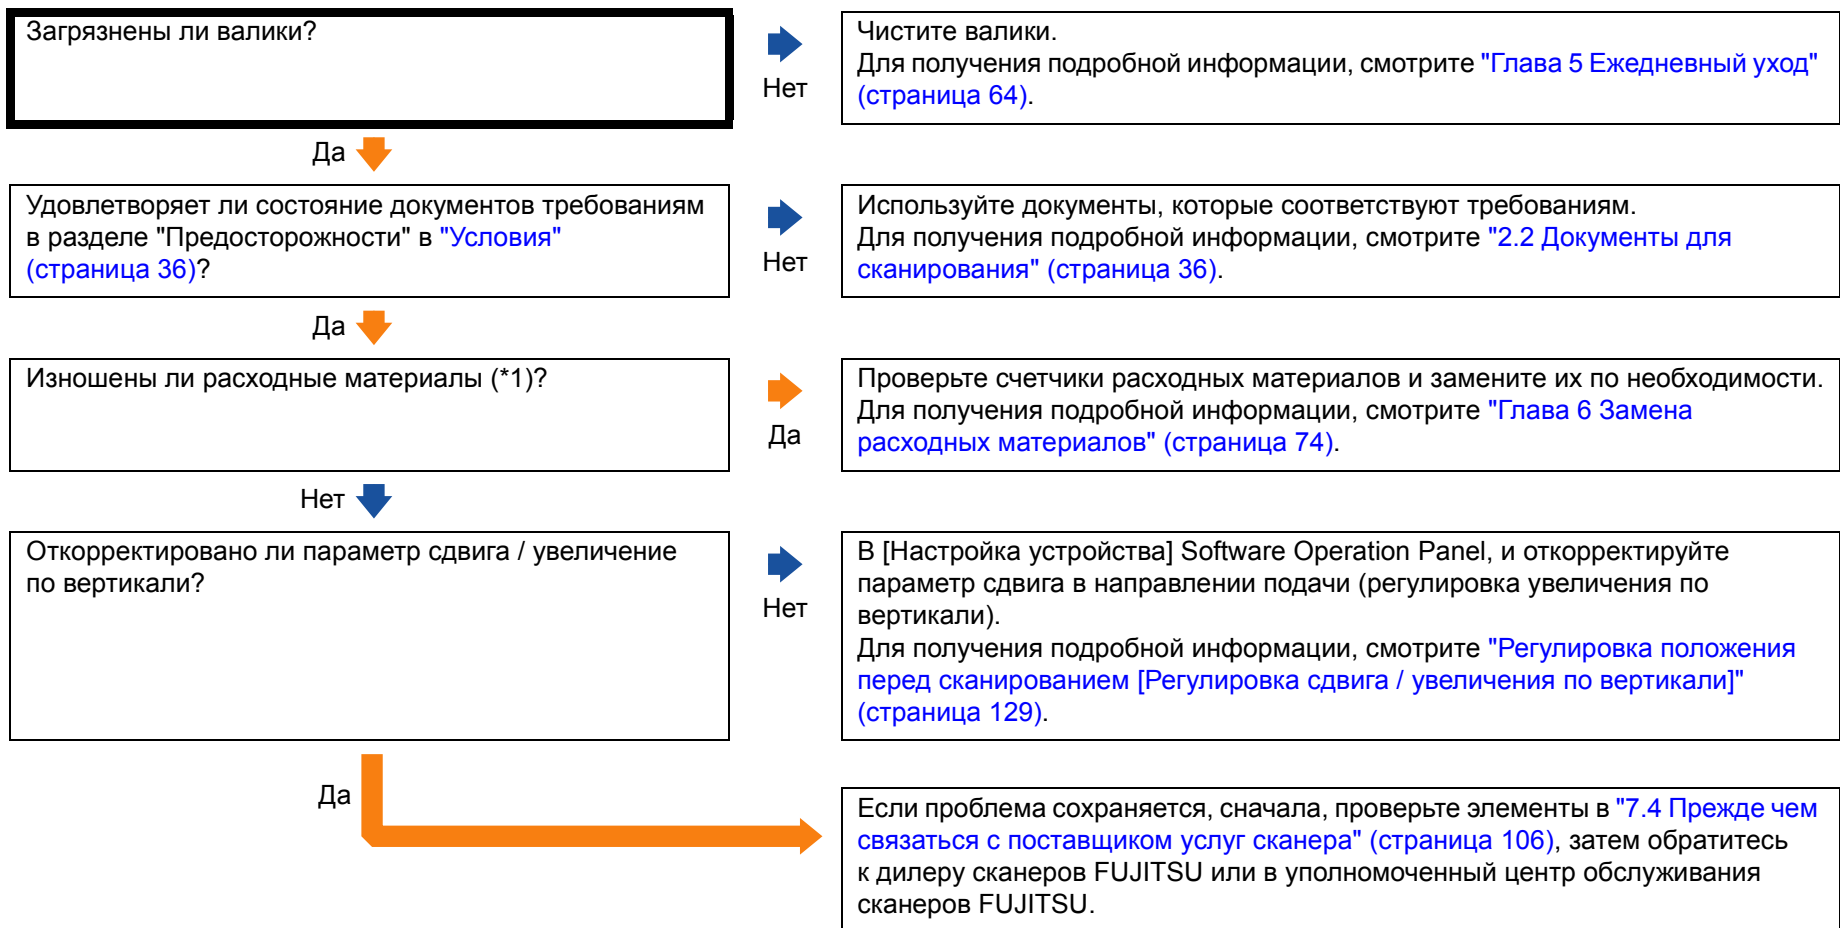 Загрязнены ли валики?
Нет
Чистите валики.
Для получения подробной информации, смотрите "Глава 5 Ежедневный уход"
(страница 64).
Да
Удовлетворяет ли состояние документов требованиям
в разделе "Предосторожности" в "Условия"
(страница 36)?
Нет
Используйте документы, которые соответствуют требованиям.
Для получения подробной информации, смотрите "2.2 Документы для
сканирования" (страница 36).
Да
Изношены ли расходные материалы (*1)?
Да
Проверьте счетчики расходных материалов и замените их по необходимости.
Для получения подробной информации, смотрите "Глава 6 Замена
расходных материалов" (страница 74).
Нет
Откорректировано ли параметр сдвига / увеличение
по вертикали?
Нет
В [Настройка устройства] Software Operation Panel, и откорректируйте
параметр сдвига в направлении подачи (регулировка увеличения по
вертикали).
Для получения подробной информации, смотрите "Регулировка положения
перед сканированием [Регулировка сдвига / увеличения по вертикали]"
(страница 129).
Да
Если проблема сохраняется, сначала, проверьте элементы в "7.4 Прежде чем
связаться с поставщиком услуг сканера" (страница 106), затем обратитесь
к дилеру сканеров FUJITSU или в уполномоченный центр обслуживания
сканеров FUJITSU.